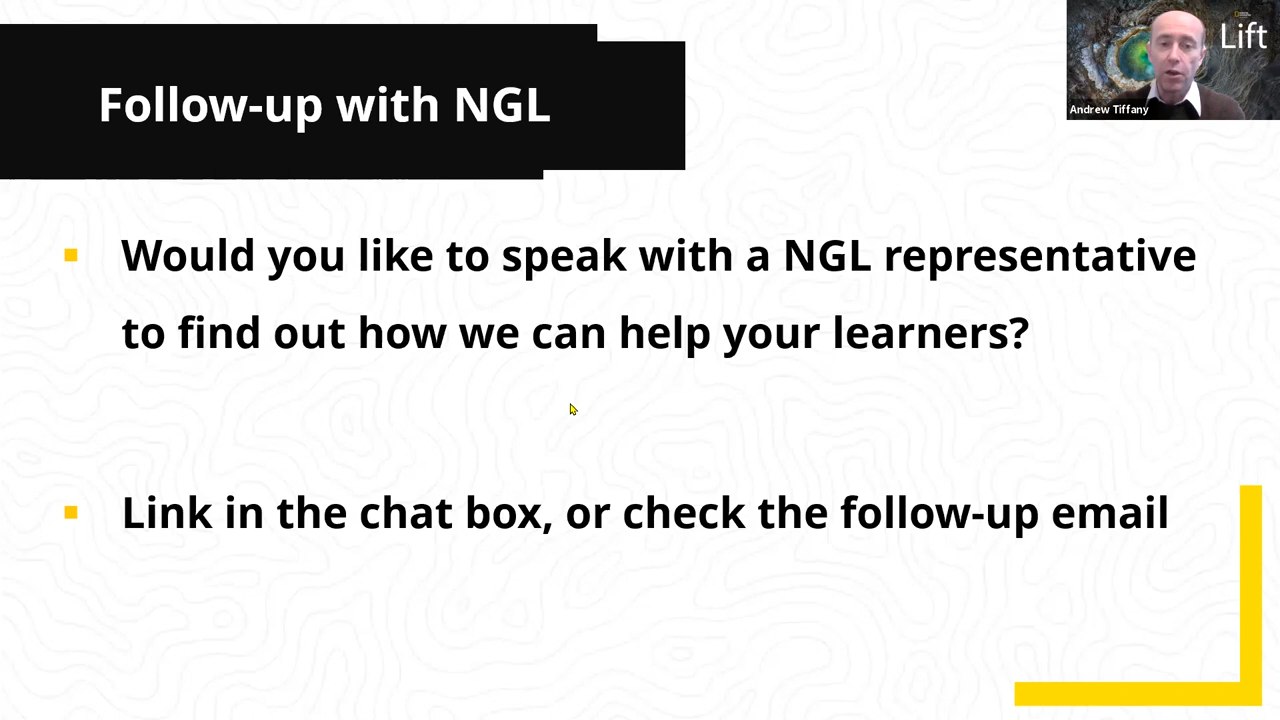 Follow-up with NGL
Lift
Andrew Tiffany
Would you like to speak with a NGL representative
to find out how we can help your learners?
Link in the chat box, or check the follow-up email